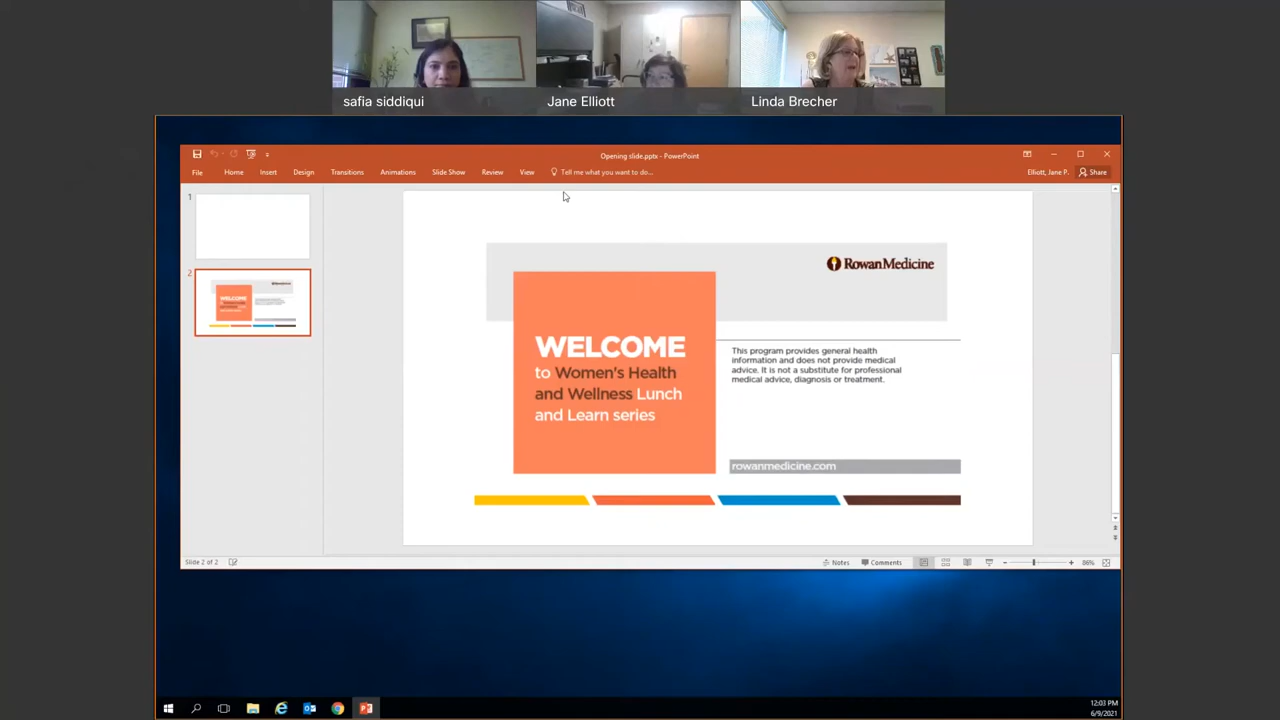 safia siddiqui
Jane Elliott
Linda Brecher
Opening slide.pptx - PowerPoint
File
Home
Insert
Design
Transitions
Animations
Slide Show
Review
View
Tell me what you want to do...
Elliott, Jane P.
Share
1
2
RowanMedicine
WELCOME
to Women's Health
and Wellness Lunch
and Learn series
This program provides general health
information and does not provide medical
advice. It is not a substitute for professional
medical advice, diagnosis or treatment.
rowanmedicine.com
Slide 2 of 2
Notes
Comments
86%
12:03 PM
6/9/2021